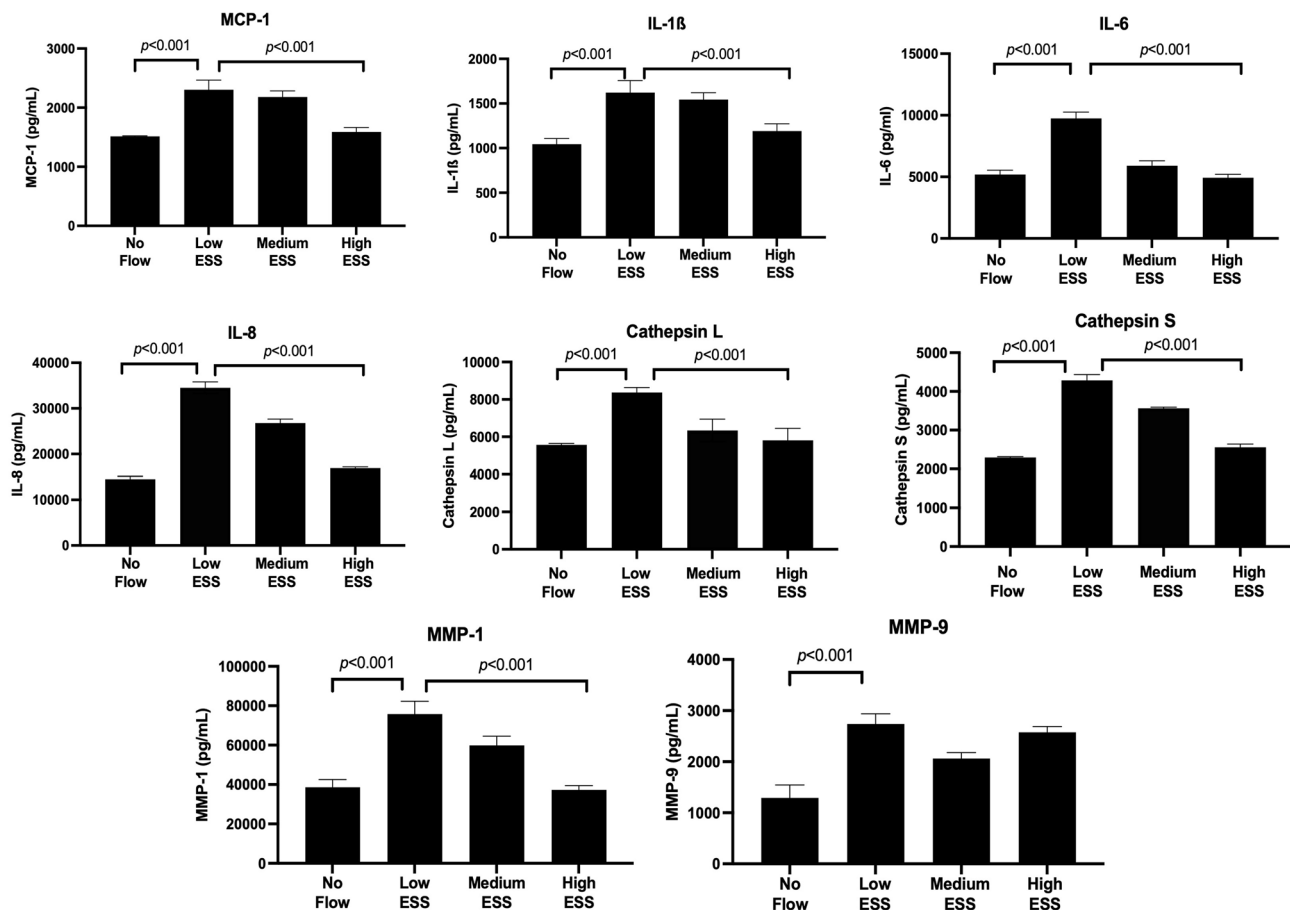 MCP-1
p<0.001
p<0.001
MCP-1 (pg/mL)
3000
2000
1000
0
No Flow
Low ESS
Medium ESS
High ESS
IL-1ß
p<0.001
p<0.001
IL-1ß (pg/mL)
2000
1500
1000
500
0
No Flow
Low ESS
Medium ESS
High ESS
IL-6
p<0.001
p<0.001
IL-6 (pg/ml)
15000
10000
5000
0
No Flow
Low ESS
Medium ESS
High ESS
IL-8
p<0.001
p<0.001
IL-8 (pg/mL)
40000
30000
20000
10000
0
No Flow
Low ESS
Medium ESS
High ESS
Cathepsin L
p<0.001
p<0.001
Cathepsin L (pg/mL)
10000
8000
6000
4000
2000
0
No Flow
Low ESS
Medium ESS
High ESS
Cathepsin S
p<0.001
p<0.001
Cathepsin S (pg/mL)
5000
4000
3000
2000
1000
0
No Flow
Low ESS
Medium ESS
High ESS
MMP-1
p<0.001
p<0.001
MMP-1 (pg/mL)
100000
80000
60000
40000
20000
0
No Flow
Low ESS
Medium ESS
High ESS
MMP-9
p<0.001
MMP-9 (pg/mL)
4000
3000
2000
1000
0
No Flow
Low ESS
Medium ESS
High ESS